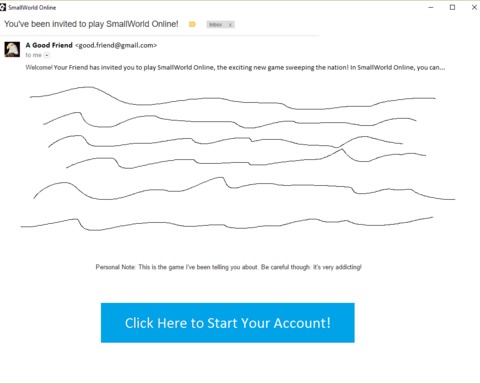 SmallWorld Online
You've been invited to play SmallWorld Online!
Inbox x
A Good Friend <good.friend@gmail.com>
to me
Welcome! Your Friend has invited you to play SmallWorld Online, the exciting new game sweeping the nation! In SmallWorld Online, you can...
Personal Note: This is the game I've been telling you about. Be careful though. It's very addicting!
Click Here to Start Your Account!